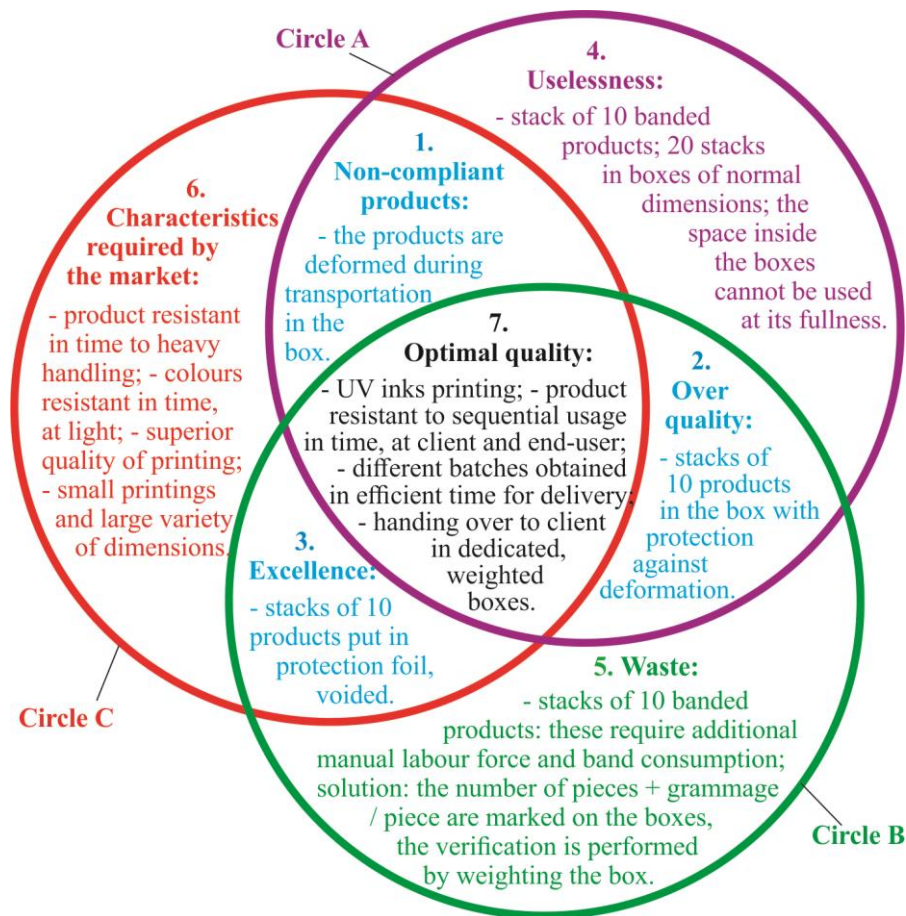 Circle A
4.
Uselessness:
- stack of 10 banded
products; 20 stacks
in boxes of normal
dimensions; the
space inside
the boxes
cannot be used
at its fullness.
1.
Non-compliant
products:
- the products are
deformed during
transportation
in the
box.
6.
Characteristics
required by
the market:
- product resistant
in time to heavy
handling; - colours
resistant in time,
at light; - superior
quality of printing;
- small printings
and large variety
of dimensions.
7.
Optimal quality:
- UV inks printing; - product
resistant to sequential usage
in time, at client and end-user;
- different batches obtained
in efficient time for delivery;
- handing over to client
in dedicated,
weighted
boxes.
2.
Over
quality:
- stacks of
10 products
in the box with
protection
against
deformation.
3.
Excellence:
- stacks of 10
products put in
protection foil,
voided.
5. Waste:
- stacks of 10 banded
products: these require additional
manual labour force and band consumption;
solution: the number of pieces + grammage
/ piece are marked on the boxes,
the verification is performed
by weighting the box.
Circle C
Circle B